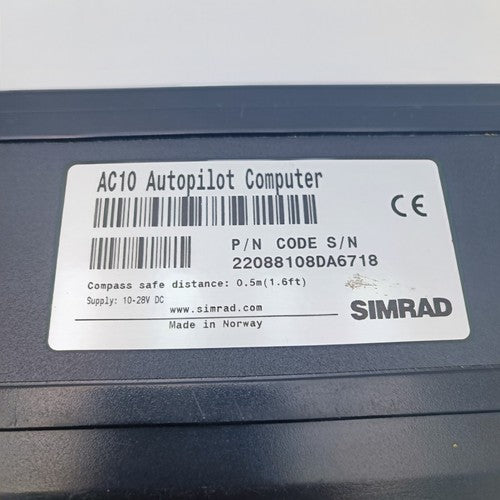 AC10 Autopilot Computer
CE
P/N CODE S/N
22088108DA6718
Compass safe distance: 0.5m(1.6ft)
Supply: 10-28V DC
www.simrad.com
Made in Norway
SIMRAD